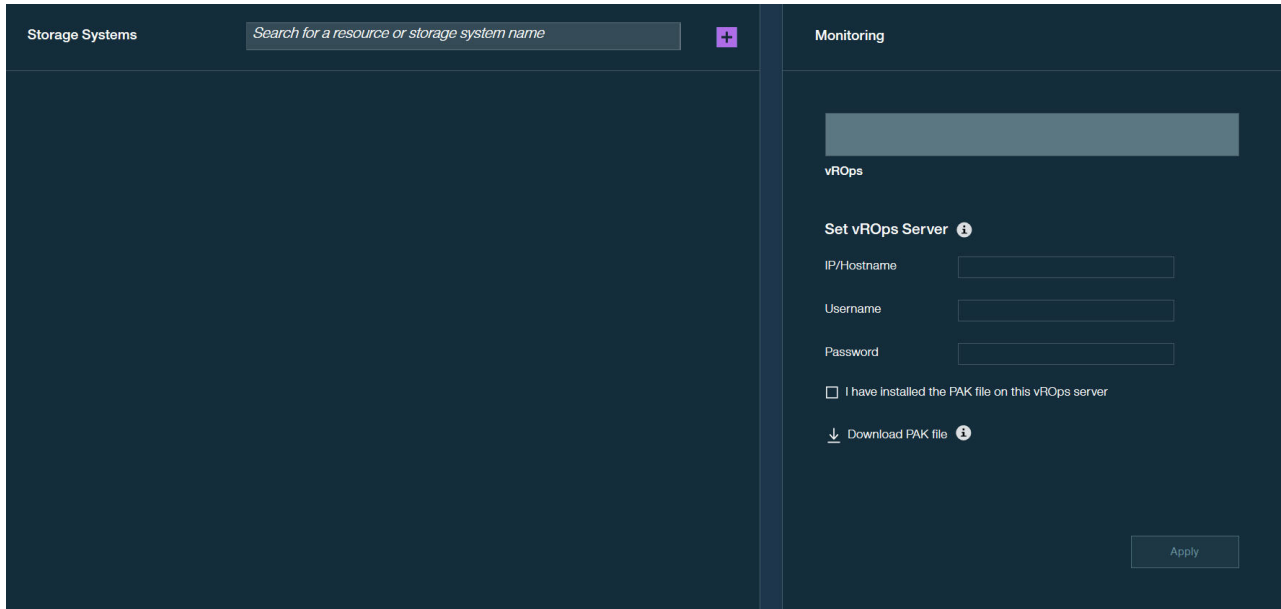 Storage Systems
Search for a resource or storage system name
Monitoring
vROps
Set vROps Server
IP/Hostname
Username
Password
I have installed the PAK file on this vROps server
Download PAK file
Apply